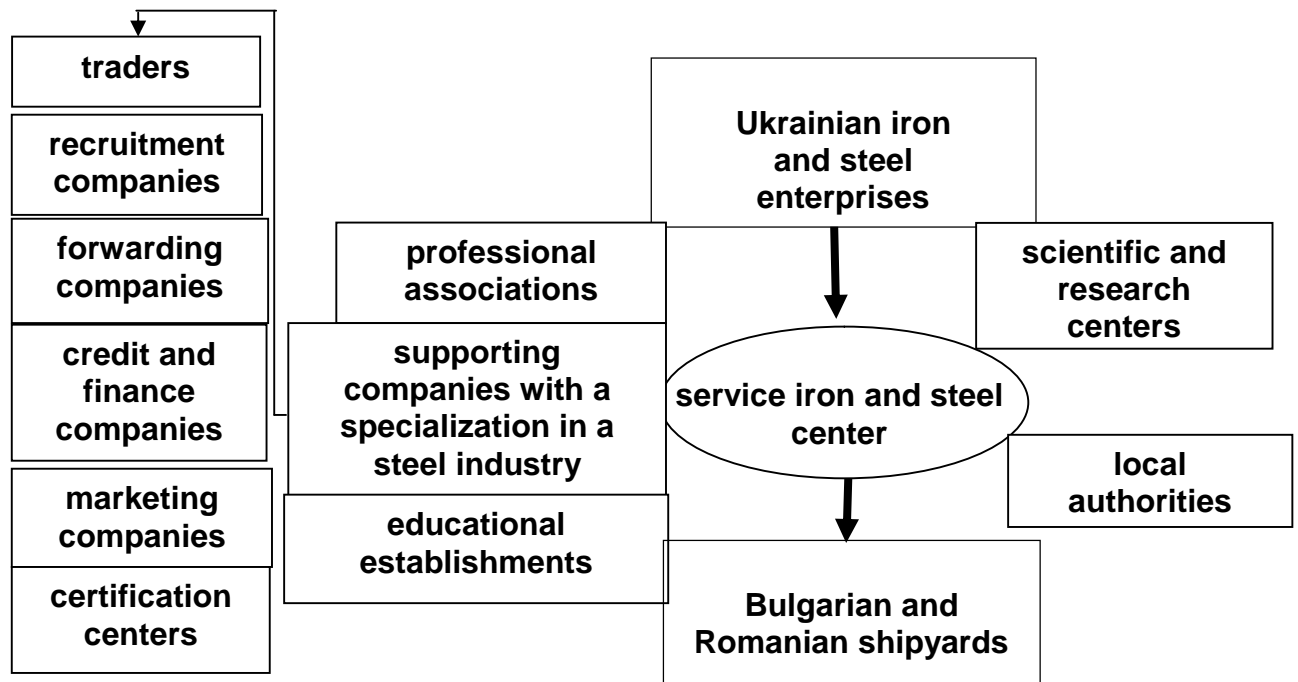 traders
recruitment
companies
forwarding
companies
credit and
finance
companies
marketing
companies
certification
centers
professional
associations
supporting
companies with a
specialization in a
steel industry
educational
establishments
Ukrainian iron
and steel
enterprises
service iron and steel
center
Bulgarian and
Romanian shipyards
scientific and
research
centers
local
authorities